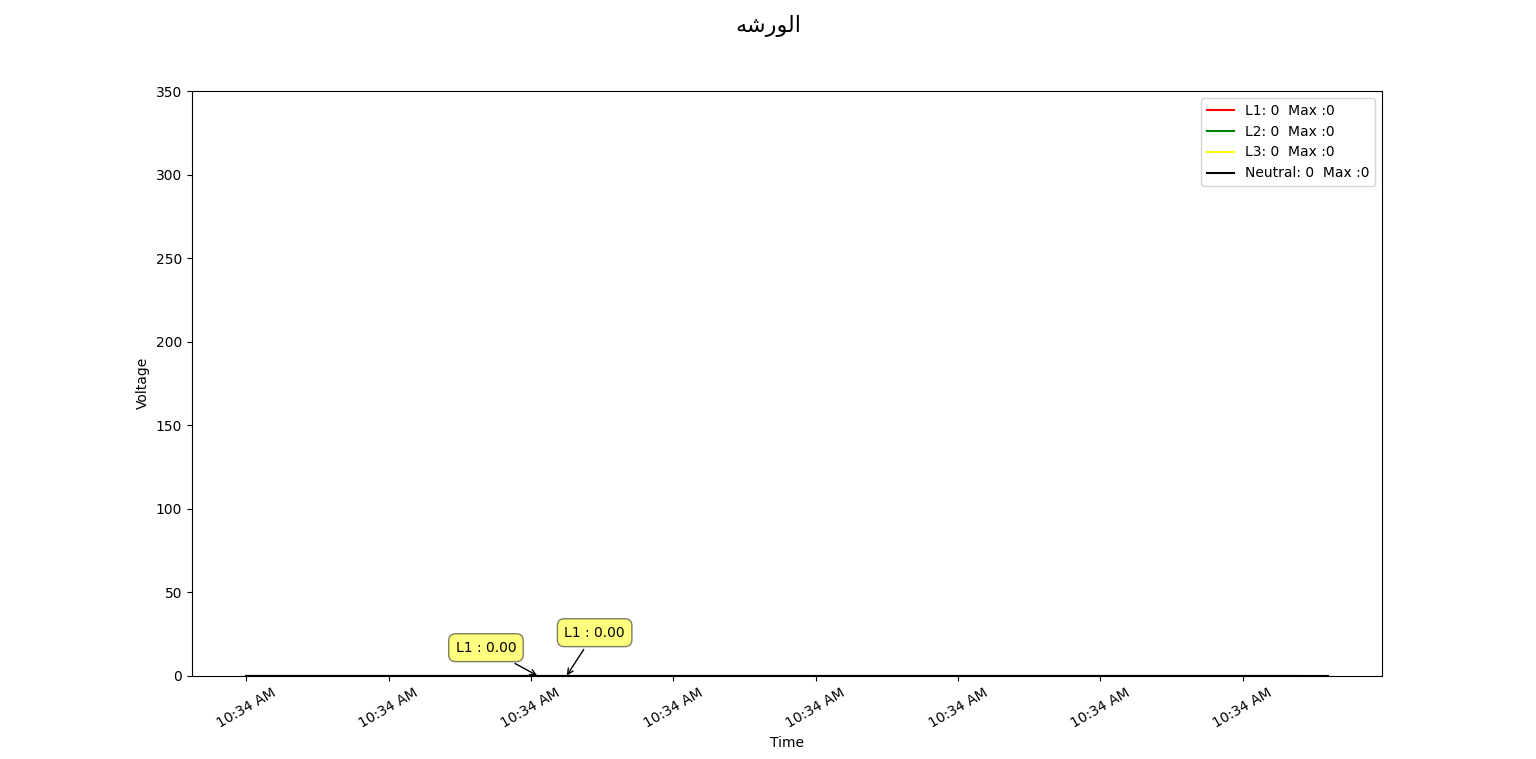 الورشه
350
L1: 0  Max :0
L2: 0  Max :0
L3: 0  Max :0
Neutral: 0  Max :0
300
250
200
150
100
50
0
Voltage
L1 : 0.00
L1 : 0.00
10:34 AM
10:34 AM
10:34 AM
10:34 AM
10:34 AM
10:34 AM
10:34 AM
10:34 AM
Time